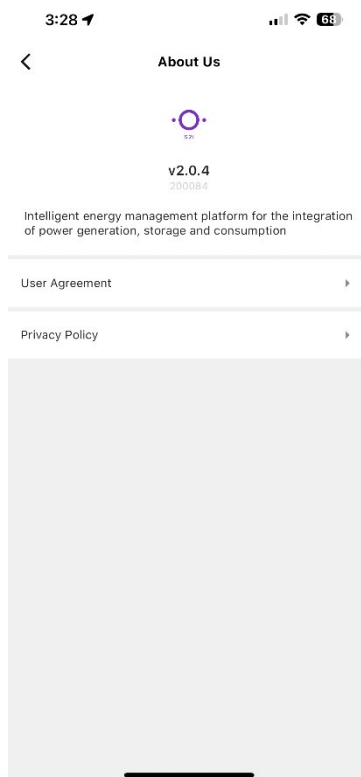 3:28
68
About Us
v2.0.4
200084
Intelligent energy management platform for the integration
of power generation, storage and consumption
User Agreement
Privacy Policy